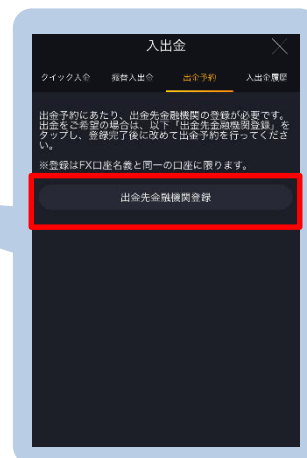 入出金
クイック入金 振替入出金 出金予約 入出金履歴
出金予約にあたり、出金先金融機関の登録が必要です。
出金をご希望の場合は、以下「出金先金融機関登録」を
タップし、登録完了後に改めて出金予約を行ってくださ
い。
※登録はFX口座名義と同一の口座に限ります。
出金先金融機関登録